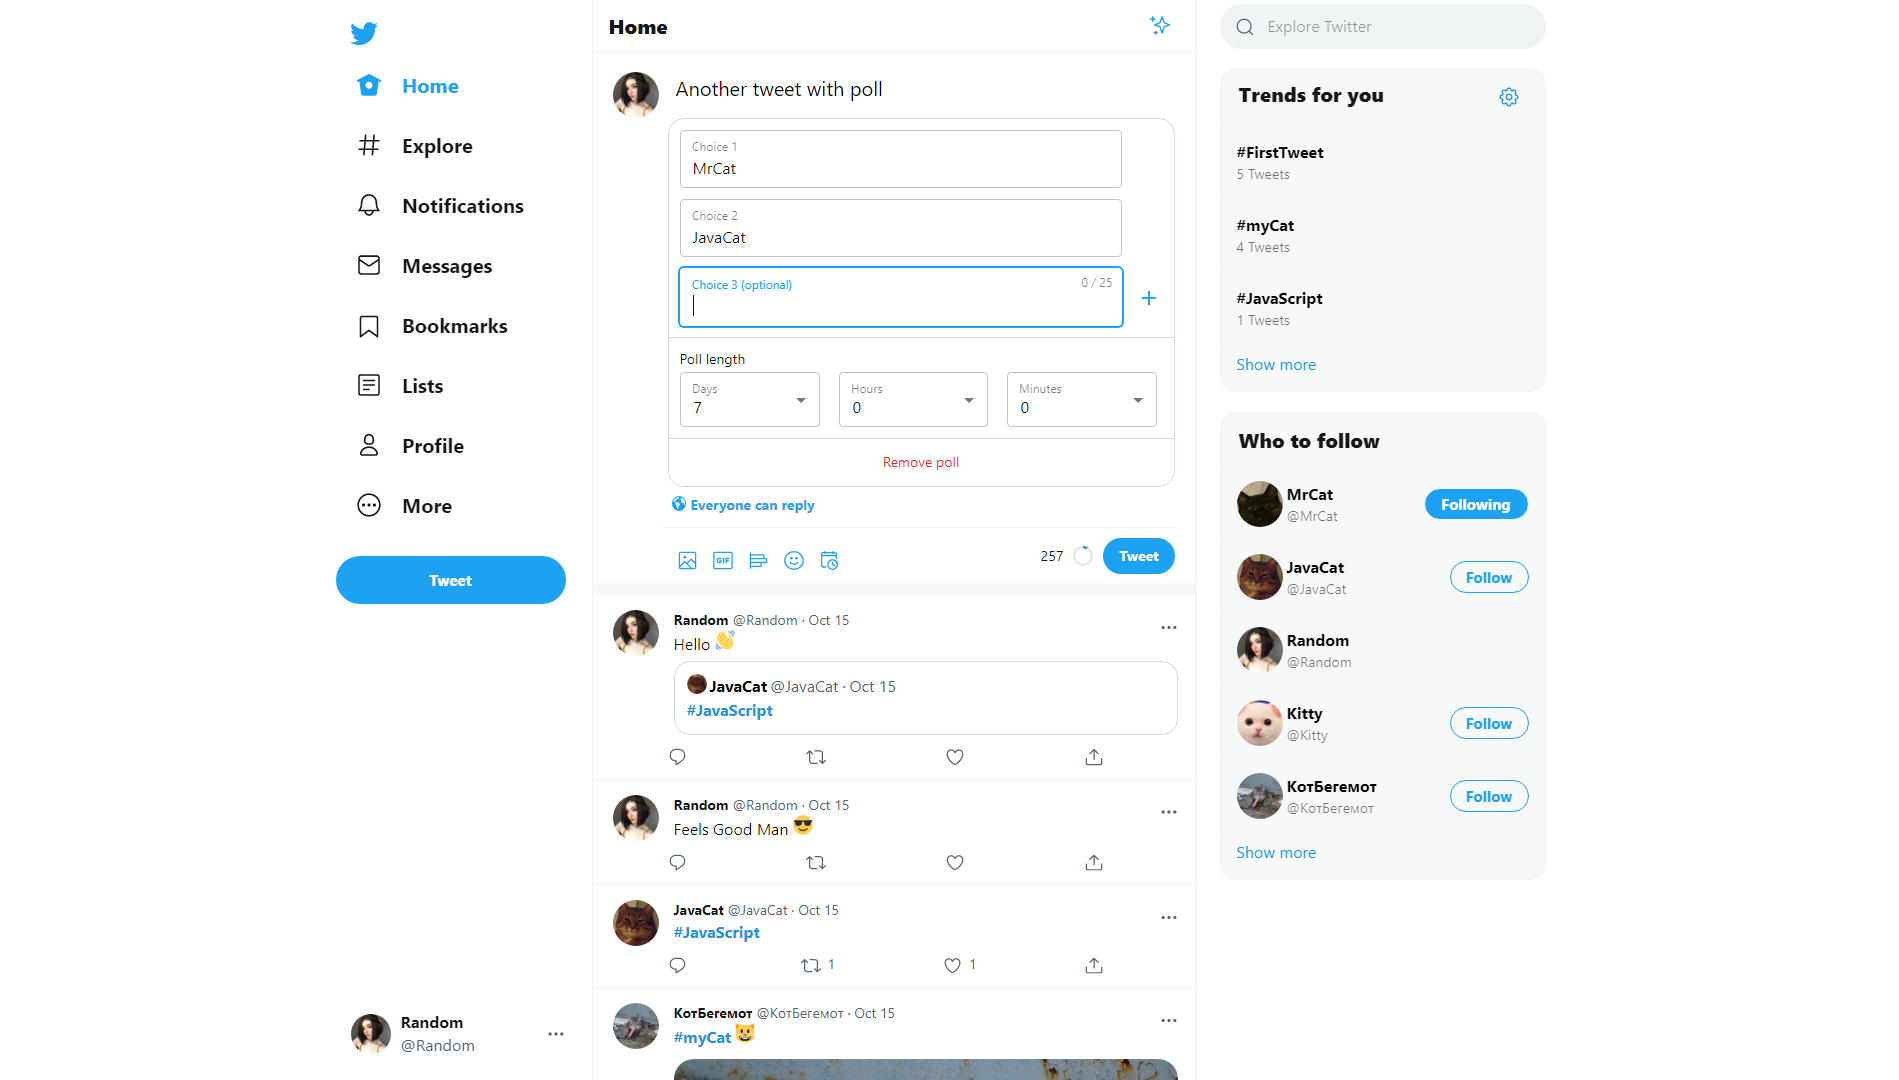 Home
Explore
Notifications
Messages
Bookmarks
Lists
Profile
More
Tweet
Random
@Random
Home
Another tweet with poll
Choice 1
MrCat
Choice 2
JavaCat
Choice 3 (optional)
0 / 25
Poll length
Days
7
Hours
0
Minutes
0
Remove poll
Everyone can reply
GIF
257
Tweet
Random @Random · Oct 15
Hello 👋
JavaCat @JavaCat · Oct 15
#JavaScript
Random @Random · Oct 15
Feels Good Man 😎
JavaCat @JavaCat · Oct 15
#JavaScript
1
1
КотБегемот @КотБегемот · Oct 15
#myCat 😺
Explore Twitter
Trends for you
#FirstTweet
5 Tweets
#myCat
4 Tweets
#JavaScript
1 Tweets
Show more
Who to follow
MrCat
@MrCat
Following
JavaCat
@JavaCat
Follow
Random
@Random
Kitty
@Kitty
Follow
КотБегемот
@КотБегемот
Follow
Show more